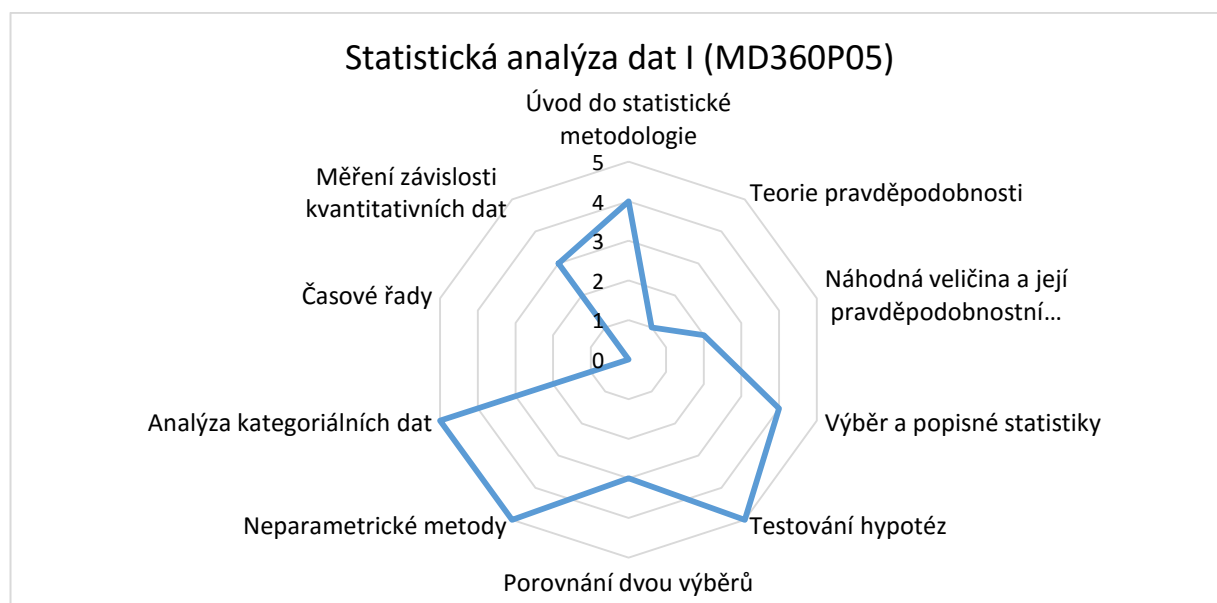 Statistická analýza dat I (MD360P05)
Úvod do statistické
metodologie
Teorie pravděpodobnosti
Náhodná veličina a její
pravděpodobnostní...
Výběr a popisné statistiky
Testování hypotéz
Porovnání dvou výběrů
Neparametrické metody
Analýza kategoriálních dat
Časové řady
Měření závislosti
kvantitativních dat
5
4
3
2
1
0